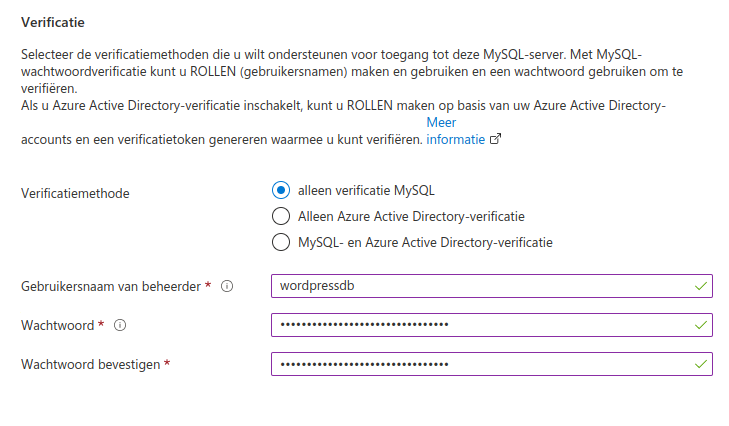 Verificatie
Selecteer de verificatiemethoden die u wilt ondersteunen voor toegang tot deze MySQL-server. Met MySQL-
wachtwoordverificatie kunt u ROLLEN (gebruikersnamen) maken en gebruiken en een wachtwoord gebruiken om te
verifiëren.
Als u Azure Active Directory-verificatie inschakelt, kunt u ROLLEN maken op basis van uw Azure Active Directory-
Meer
accounts en een verificatietoken genereren waarmee u kunt verifiëren. informatie
Verificatiemethode
alleen verificatie MySQL
Alleen Azure Active Directory-verificatie
MySQL- en Azure Active Directory-verificatie
Gebruikersnaam van beheerder *
wordpressdb
Wachtwoord *
••••••••••••••••••••••••••••••••
Wachtwoord bevestigen *
••••••••••••••••••••••••••••••••